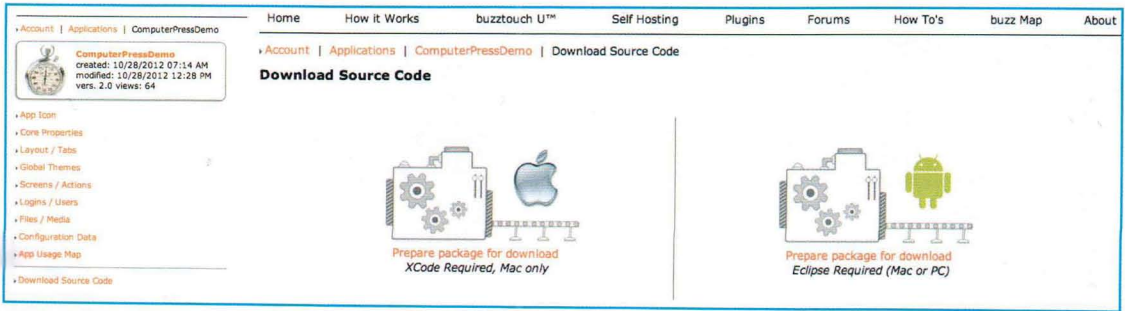 Home How it Works buzztouch U™ Self Hosting Plugins Forums How To's buzz Map About
Account | Applications | ComputerPressDemo
ComputerPressDemo
created: 10/28/2012 07:14 AM
modified: 10/28/2012 12:28 PM
vers. 2.0 views: 64
App Icon
Core Properties
Layout / Tabs
Global Themes
Screens / Actions
Logins / Users
Files / Media
Configuration Data
App Usage Map
Download Source Code
Account | Applications | ComputerPressDemo | Download Source Code
Download Source Code
Prepare package for download
XCode Required, Mac only
Prepare package for download
Eclipse Required (Mac or PC)